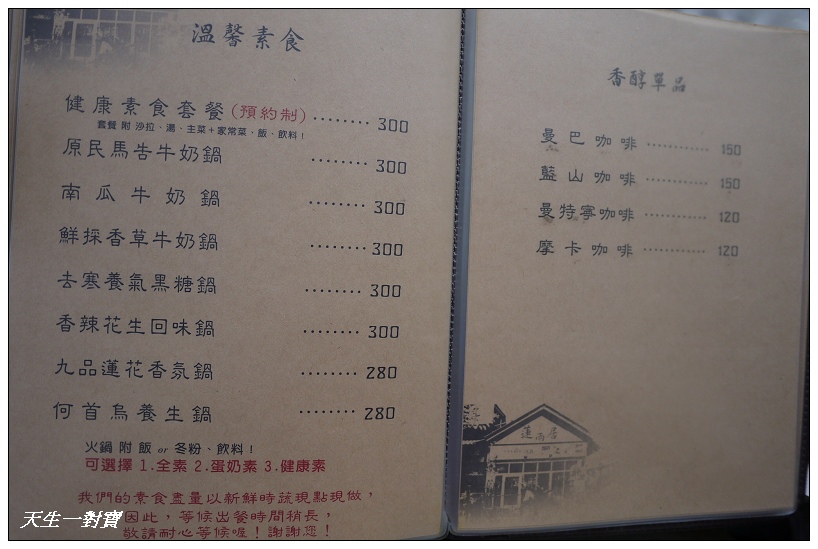 溫馨素食
健康素食套餐(預約制)········300
套餐 附 沙拉、湯、主菜+家常菜、飯、飲料！
原民馬告牛奶鍋 ········300
南瓜牛奶鍋 ········300
鮮採香草牛奶鍋 ········300
去寒養氣黑糖鍋 ········300
香辣花生回味鍋 ········300
九品蓮花香氛鍋 ········280
何首烏養生鍋 ········280
火鍋 附 飯 or 冬粉、飲料！
可選擇 1.全素 2.蛋奶素 3.健康素
我們的素食盡量以新鮮時蔬現點現做，
因此，等候出餐時間稍長，
敬請耐心等候喔！謝謝您！
香醇單品
曼巴咖啡 ············ 150
藍山咖啡 ············ 150
曼特寧咖啡 ············ 120
摩卡咖啡 ············ 120
天生一對寶